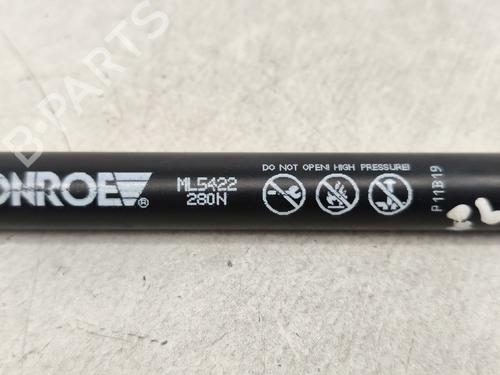 B-PARTS
ONROE®
ML5422
280N
DO NOT OPEN! HIGH PRESSURE!
P11B19